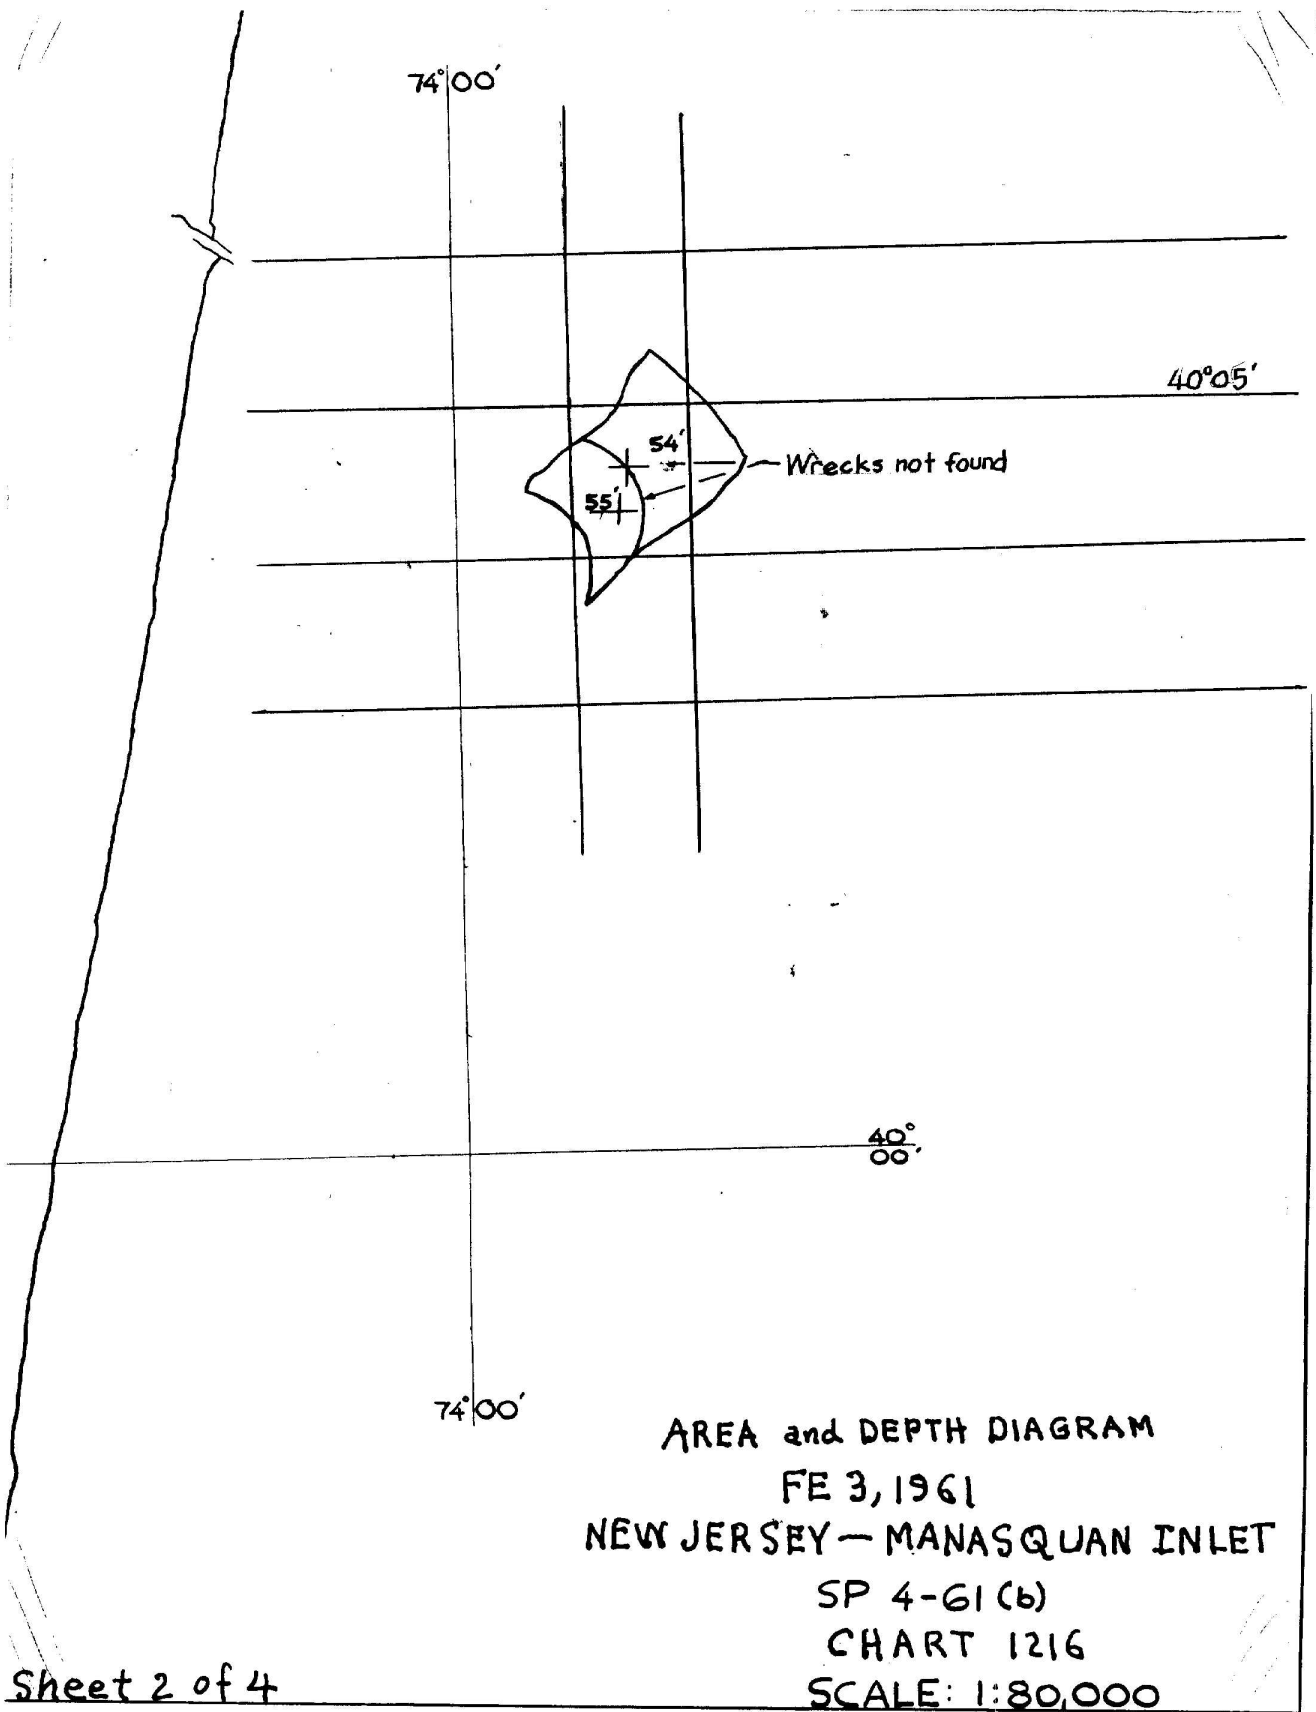 74°00′
40°05′
54′
Wrecks not found
55′
40°
00′
74°00′
AREA and DEPTH DIAGRAM
FE 3, 1961
NEW JERSEY — MANASQUAN INLET
SP 4-61 (b)
CHART 1216
SCALE: 1:80,000
Sheet 2 of 4